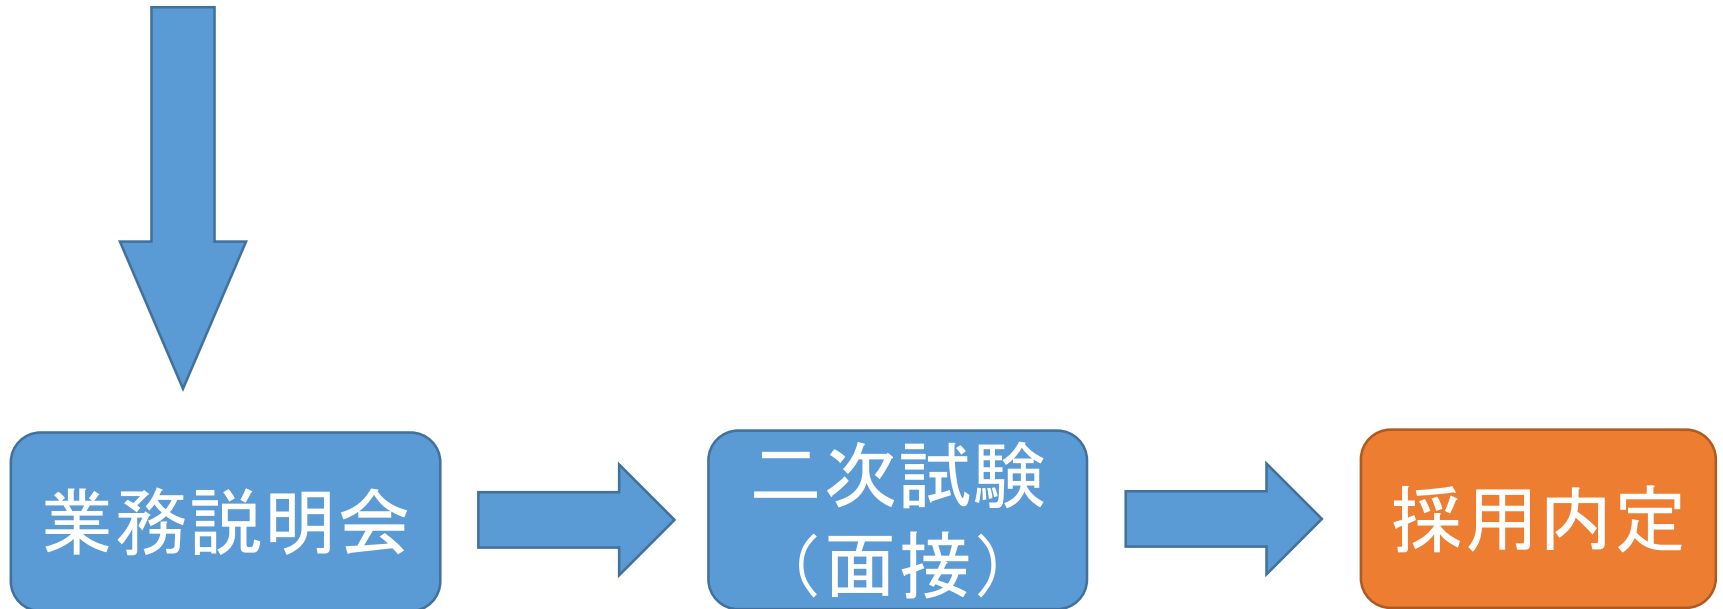 業務説明会
二次試験
（面接）
採用内定